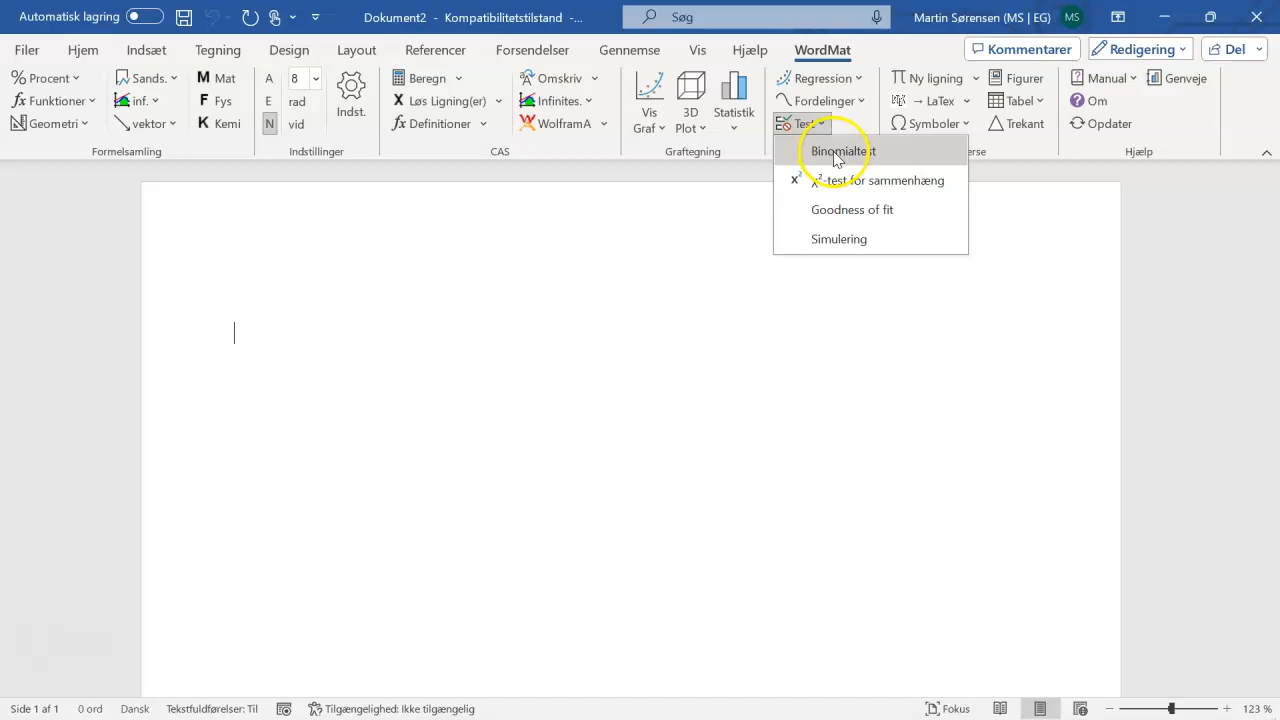 Automatisk lagring Dokument2 - Kompatibilitetstilstand -... Søg Martin Sørensen (MS | EG) MS
Filer Hjem Indsæt Tegning Design Layout Referencer Forsendelser Gennemse Vis Hjælp WordMat Kommentarer Redigering Del
% Procent Sands. M Mat A 8 Beregn Omskriv Regression Ny ligning Figurer Manual Genveje
fx Funktioner inf. F Fys E rad X Løs Ligning(er) Infinites. Fordelinger → LaTex Tabel Om
Geometri vektor K Kemi N vid fx Definitioner WolframA Test Ω Symboler Trekant Opdater
Indst. Vis Graf 3D Plot Statistik
Formelsamling Indstillinger CAS Graftegning erse Hjælp
Binomialtest
x² χ²-test for sammenhæng
Goodness of fit
Simulering
Side 1 af 1 0 ord Dansk Tekstfuldførelser: Til Tilgængelighed: Ikke tilgængelig Fokus 123 %